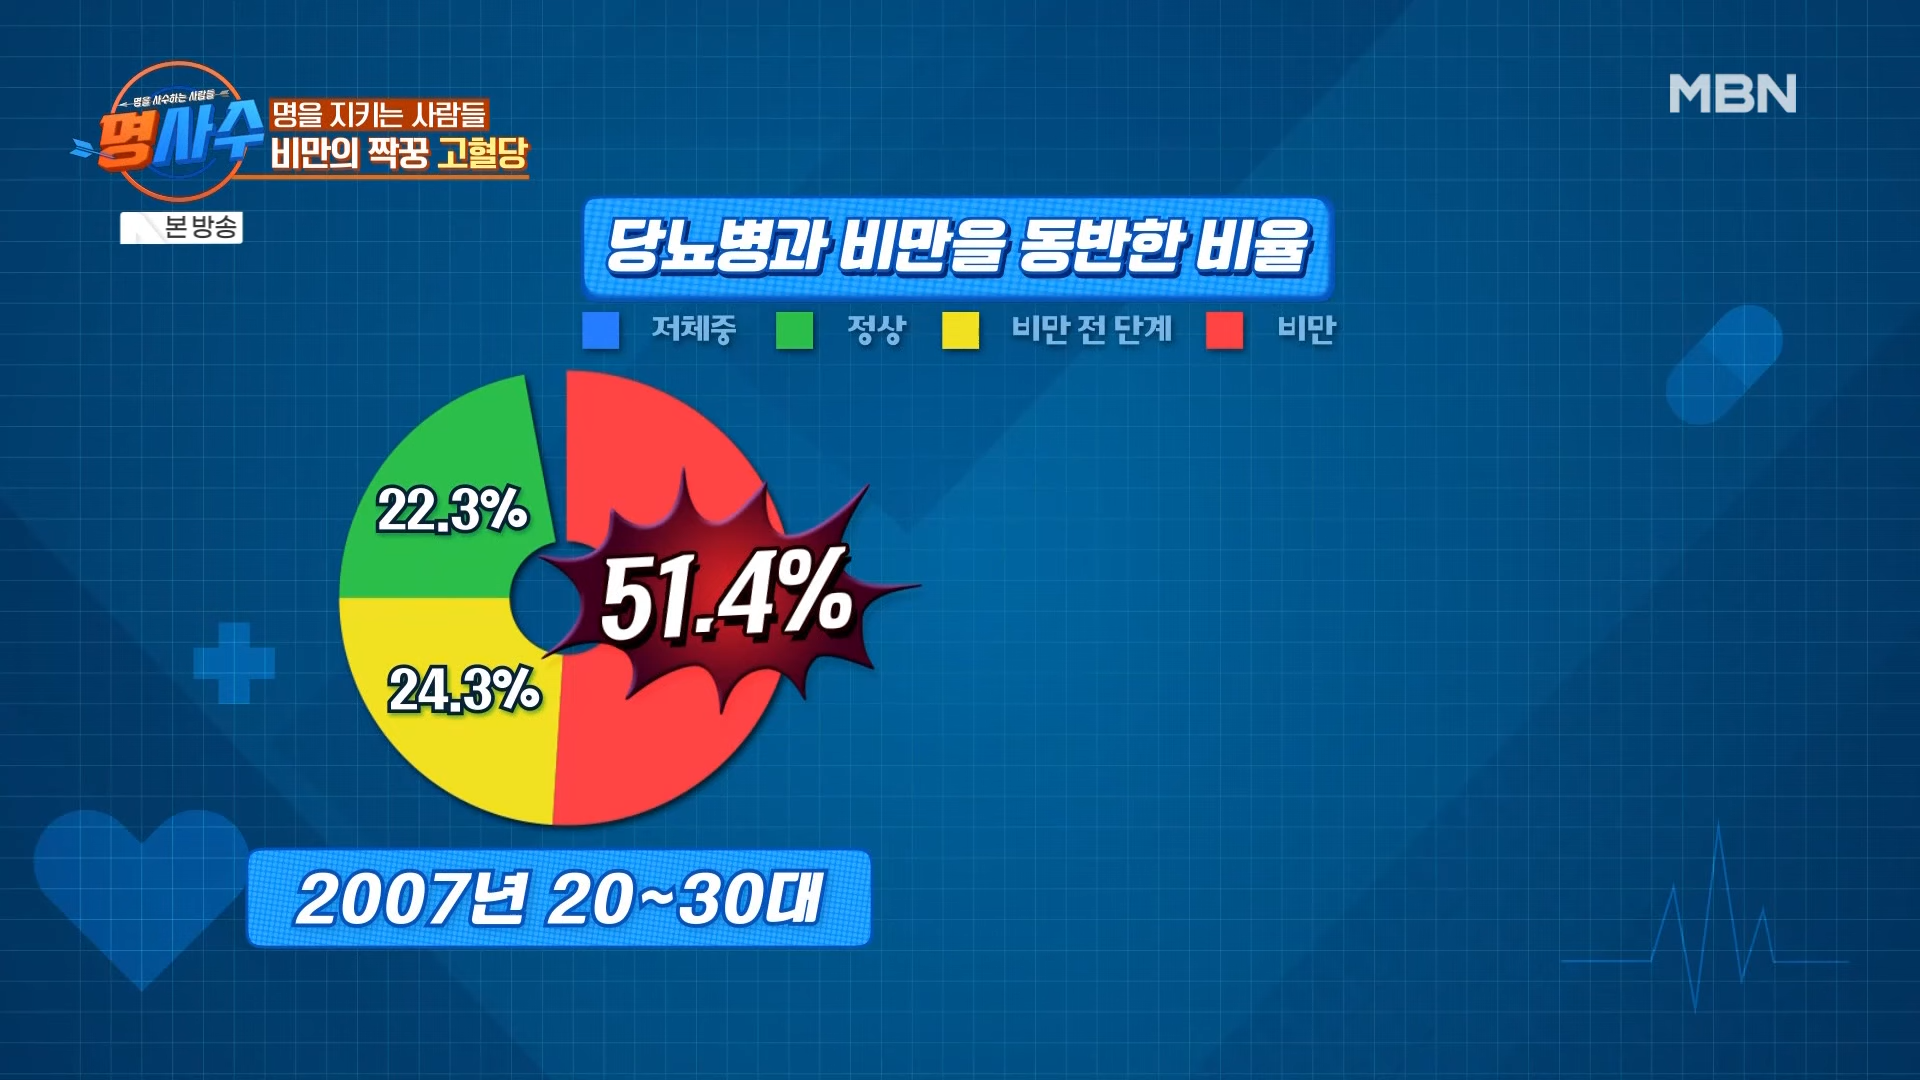 명을 사수하는 사람들
명사수
명을 지키는 사람들
비만의 짝꿍 고혈당
본 방송
MBN
당뇨병과 비만을 동반한 비율
저체중 정상 비만 전 단계 비만
22.3%
51.4%
24.3%
2007년 20~30대